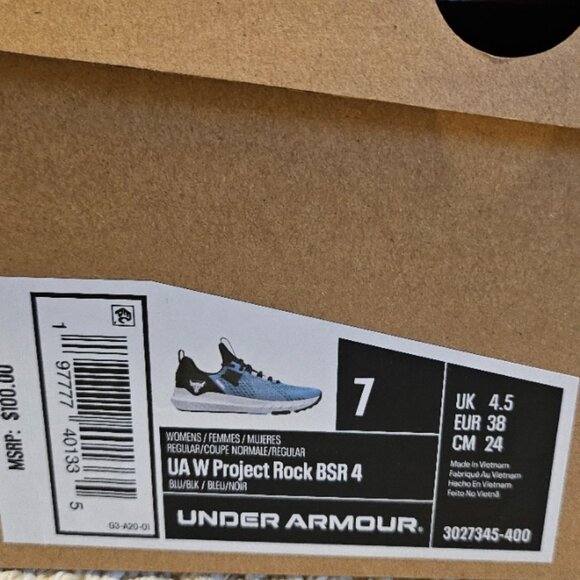 MSRP: $100.00
1 97777 40133 5
G3-A20-01
7
UK 4.5
EUR 38
CM 24
WOMENS / FEMMES / MUJERES
REGULAR/COUPE NORMALE/REGULAR
UA W Project Rock BSR 4
BLU/BLK / BLEU/NOIR
UNDER ARMOUR.
Made in Vietnam
Fabriqué Au Vietnam
Hecho En Vietnam
Feito No Vietnã
3027345-400